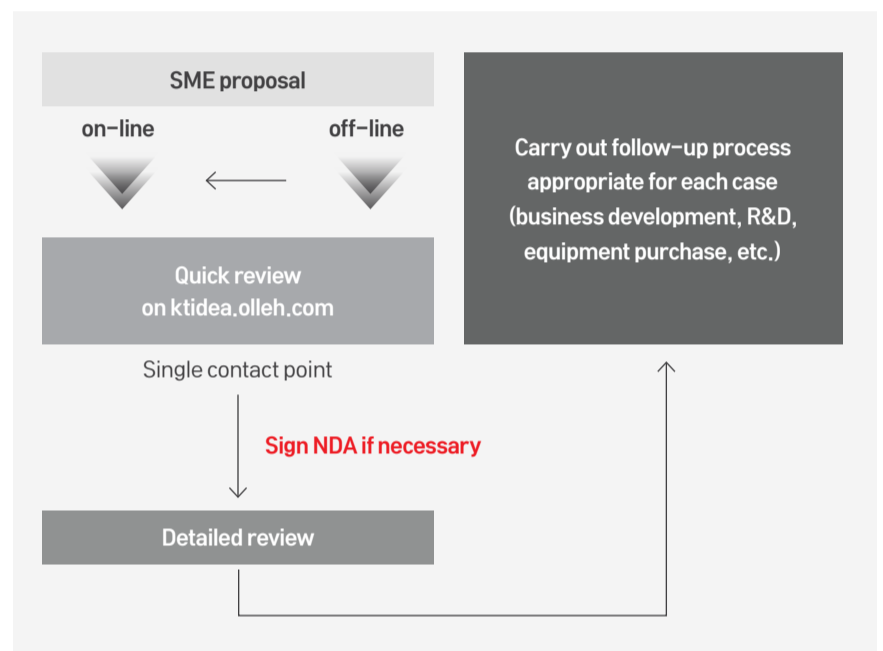 SME proposal
on-line
off-line
Quick review
on ktidea.olleh.com
Single contact point
Sign NDA if necessary
Detailed review
Carry out follow-up process
appropriate for each case
(business development, R&D,
equipment purchase, etc.)